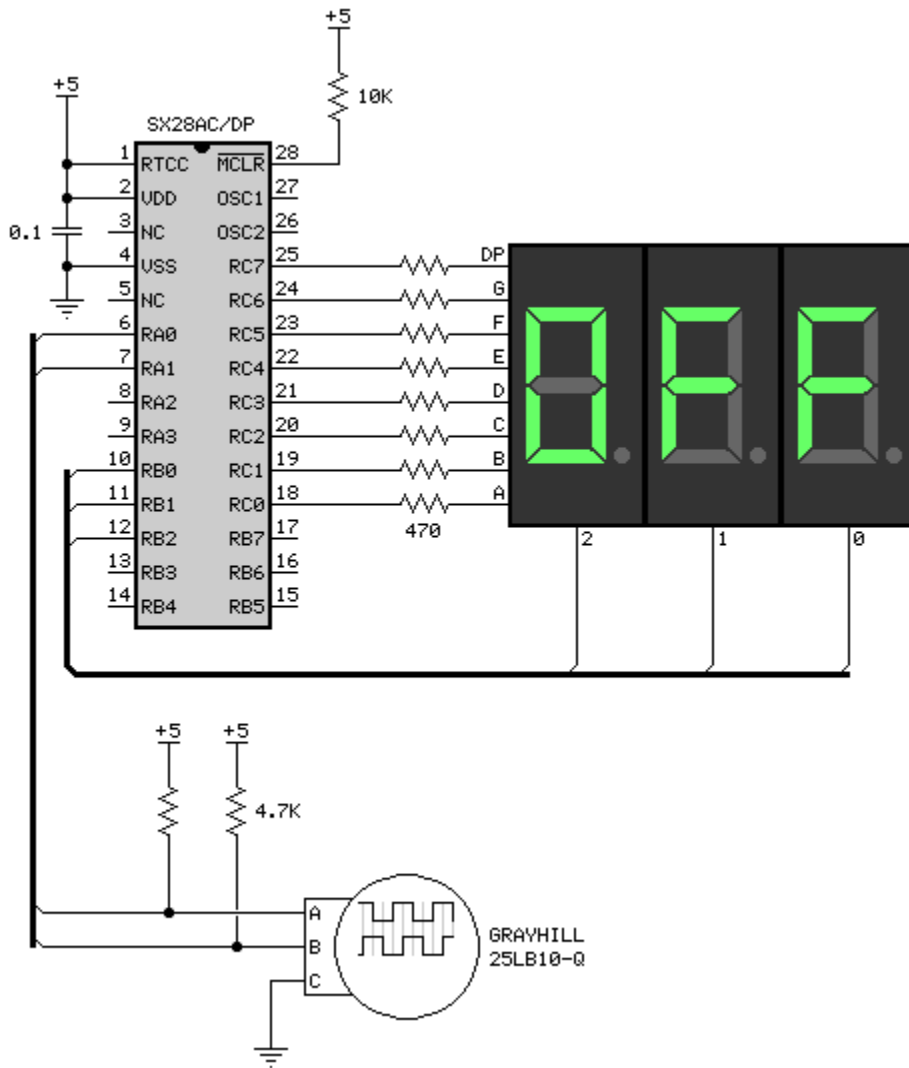 +5
+5
10K
SX28AC/DP
1 RTCC MCLR 28
2 VDD OSC1 27
0.1
3 NC OSC2 26
4 VSS RC7 25 DP
5 NC RC6 24 G
6 RA0 RC5 23 F
7 RA1 RC4 22 E
8 RA2 RC3 21 D
9 RA3 RC2 20 C
10 RB0 RC1 19 B
11 RB1 RC0 18 A
470
12 RB2 RB7 17
13 RB3 RB6 16
14 RB4 RB5 15
OFF
2 1 0
+5 +5
4.7K
A
B
C
GRAYHILL
25LB10-Q